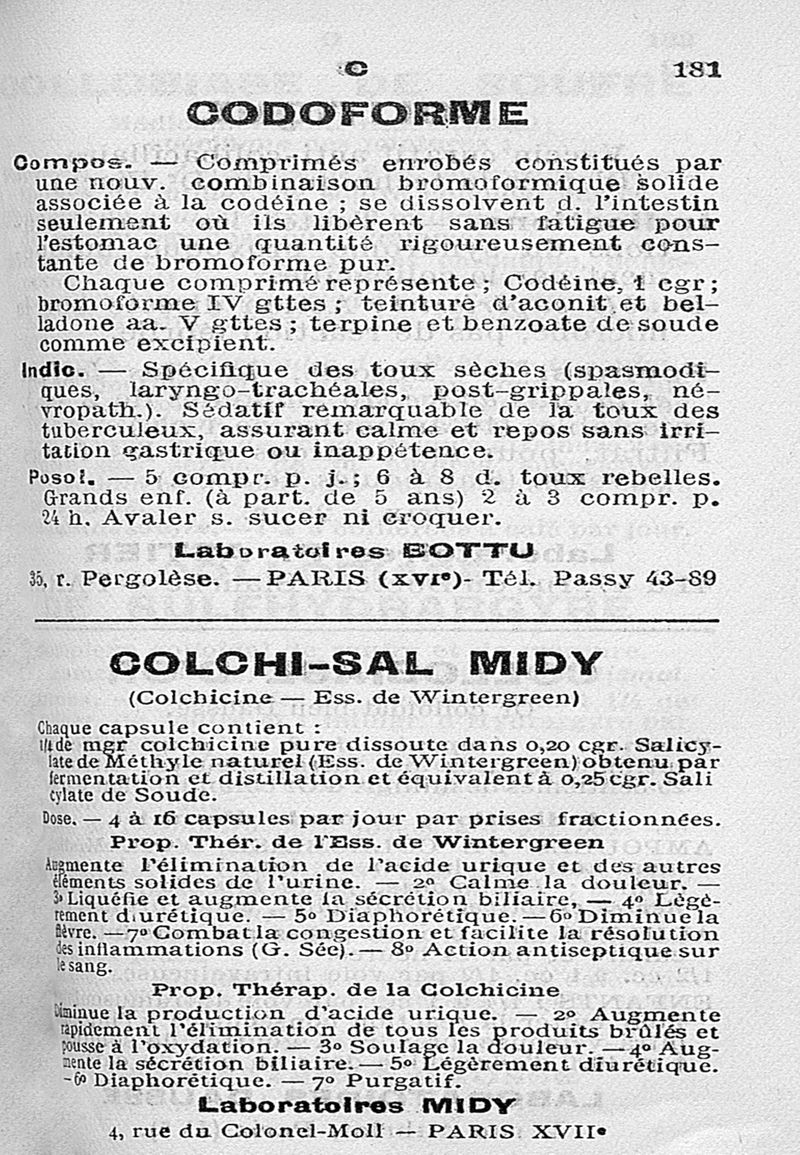 C 181
CODOFORME
Compos. — Comprimés enrobés constitués par
une nouv. combinaison bromoformique solide
associée à la codéine ; se dissolvent d. l'intestin
seulement où ils libèrent sans fatigue pour
l'estomac une quantité rigoureusement cons-
tante de bromoforme pur.
Chaque comprimé représente ; Codéine, 1 cgr ;
bromoforme IV gttes ; teinture d'aconit et bel-
ladone aa. V gttes ; terpine et benzoate de soude
comme excipient.
Indic. — Spécifique des toux sèches (spasmodi-
ques, laryngo-trachéales, post-grippales, né-
vropath.). Sédatif remarquable de la toux des
tuberculeux, assurant calme et repos sans irri-
tation gastrique ou inappétence.
Posol. — 5 compr. p. j. ; 6 à 8 d. toux rebelles.
Grands enf. (à part. de 5 ans) 2 à 3 compr. p.
24 h. Avaler s. sucer ni croquer.
Laboratoires BOTTU
35, r. Pergolèse. — PARIS (XVIe)- Tél. Passy 43-89
COLCHI-SAL MIDY
(Colchicine — Ess. de Wintergreen)
Chaque capsule contient :
1/4 de mgr colchicine pure dissoute dans 0,20 cgr. Salicy-
late de Méthyle naturel (Ess. de Wintergreen) obtenu par
fermentation et distillation et équivalent à 0,25 cgr. Sali
cylate de Soude.
Dose. — 4 à 16 capsules par jour par prises fractionnées.
Prop. Thér. de l'Ess. de Wintergreen
Augmente l'élimination de l'acide urique et des autres
éléments solides de l'urine. — 2o Calme la douleur. —
3o Liquéfie et augmente la sécrétion biliaire, — 4o Légè-
rement diurétique. — 5o Diaphorétique. — 6o Diminue la
fièvre. — 7o Combat la congestion et facilite la résolution
des inflammations (G. Sée). — 8o Action antiseptique sur
le sang.
Prop. Thérap. de la Colchicine
Diminue la production d'acide urique. — 2o Augmente
rapidement l'élimination de tous les produits brûlés et
pousse à l'oxydation. — 3o Soulage la douleur. — 4o Aug-
mente la sécrétion biliaire. — 5o Légèrement diurétique.
- 6o Diaphorétique. — 7o Purgatif.
Laboratoires MIDY
4, rue du Colonel-Moll — PARIS XVIIe